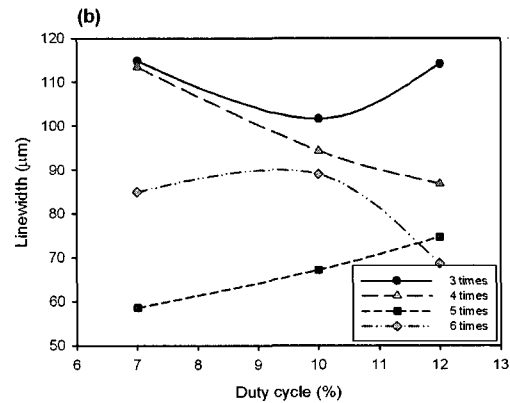 (b)
120
110
100
90
80
70
60
50
Linewidth (μm)
3 times
4 times
5 times
6 times
6 7 8 9 10 11 12 13
Duty cycle (%)